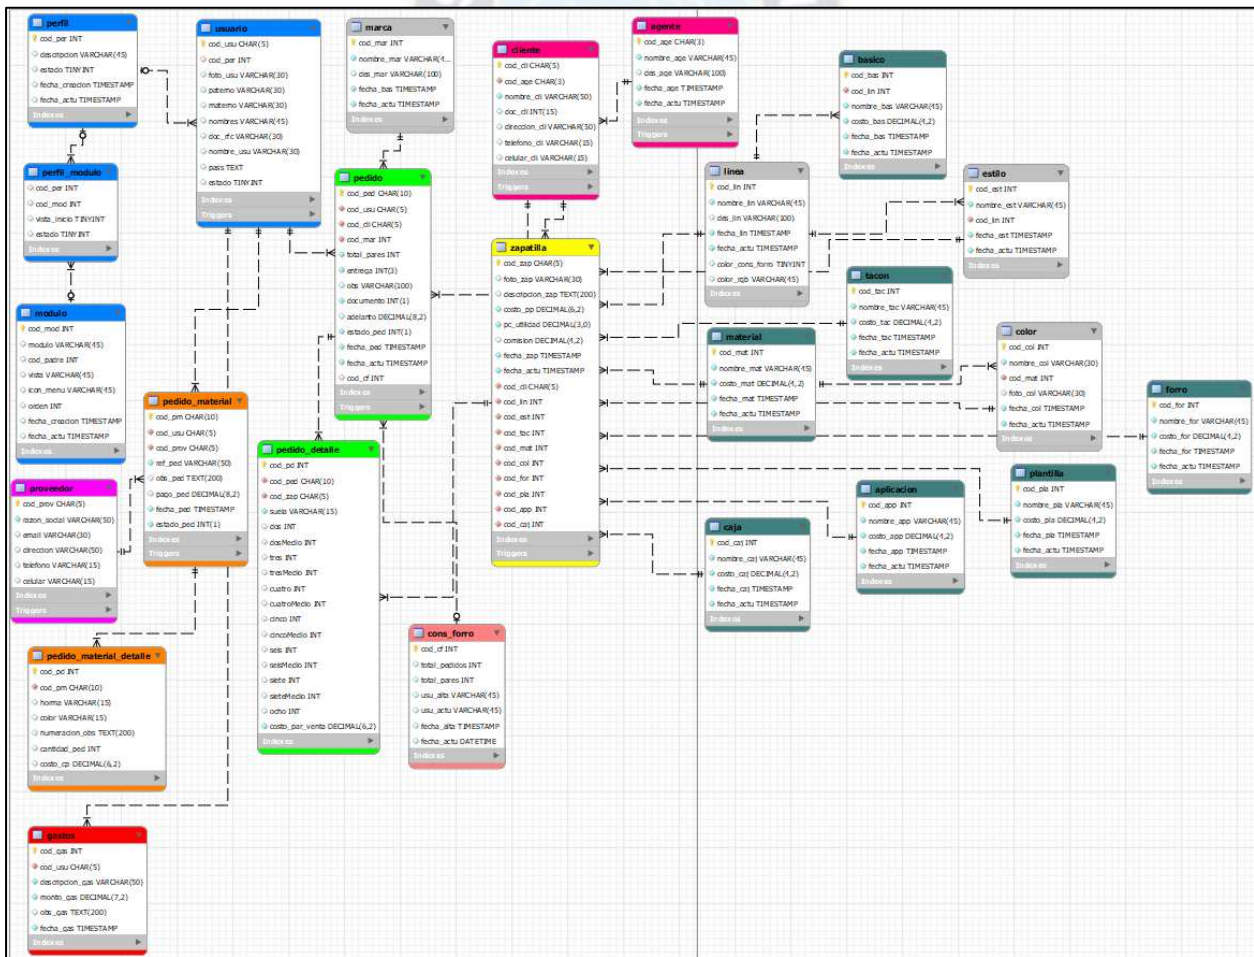 perfil
cod_per INT
descripcion VARCHAR(45)
estado TINYINT
fecha_creacion TIMESTAMP
fecha_actu TIMESTAMP
Indexes
perfil_modulo
cod_per INT
cod_mod INT
vista_inicio TINYINT
estado TINYINT
Indexes
modulo
cod_mod INT
modulo VARCHAR(45)
cod_padre INT
vista VARCHAR(45)
icon_menu VARCHAR(45)
orden INT
fecha_creacion TIMESTAMP
fecha_actu TIMESTAMP
Indexes
proveedor
cod_prov CHAR(5)
razon_social VARCHAR(50)
email VARCHAR(30)
direccion VARCHAR(50)
telefono VARCHAR(15)
celular VARCHAR(15)
Indexes
Triggers
pedido_material_detalle
cod_pd INT
cod_pm CHAR(10)
horma VARCHAR(15)
color VARCHAR(15)
numeracion_obs TEXT(200)
cantidad_ped INT
costo_cp DECIMAL(6,2)
Indexes
gastos
cod_gas INT
cod_usu CHAR(5)
descripcion_gas VARCHAR(50)
monto_gas DECIMAL(7,2)
obs_gas TEXT(200)
fecha_gas TIMESTAMP
Indexes
usuario
cod_usu CHAR(5)
cod_per INT
foto_usu VARCHAR(30)
paterno VARCHAR(30)
materno VARCHAR(30)
nombres VARCHAR(45)
doc_rfc VARCHAR(30)
nombre_usu VARCHAR(30)
pass TEXT
estado TINYINT
Indexes
Triggers
pedido_material
cod_pm CHAR(10)
cod_usu CHAR(5)
cod_prov CHAR(5)
ref_ped VARCHAR(50)
obs_ped TEXT(200)
pago_ped DECIMAL(8,2)
fecha_ped TIMESTAMP
estado_ped INT(1)
Indexes
Triggers
marca
cod_mar INT
nombre_mar VARCHAR(4...
des_mar VARCHAR(100)
fecha_bas TIMESTAMP
fecha_actu TIMESTAMP
Indexes
pedido
cod_ped CHAR(10)
cod_usu CHAR(5)
cod_cli CHAR(5)
cod_mar INT
total_pares INT
entrega INT(3)
obs VARCHAR(100)
documento INT(1)
adelanto DECIMAL(8,2)
estado_ped INT(1)
fecha_ped TIMESTAMP
fecha_actu TIMESTAMP
cod_cf INT
Indexes
Triggers
pedido_detalle
cod_pd INT
cod_ped CHAR(10)
cod_zap CHAR(5)
suela VARCHAR(15)
dos INT
dosMedio INT
tres INT
tresMedio INT
cuatro INT
cuatroMedio INT
cinco INT
cincoMedio INT
seis INT
seisMedio INT
siete INT
sieteMedio INT
ocho INT
costo_par_venta DECIMAL(6,2)
Indexes
cons_forro
cod_cf INT
total_pedidos INT
total_pares INT
usu_alta VARCHAR(45)
usu_actu VARCHAR(45)
fecha_alta TIMESTAMP
fecha_actu DATETIME
Indexes
cliente
cod_cli CHAR(5)
cod_age CHAR(3)
nombre_cli VARCHAR(50)
doc_cli INT(15)
direccion_cli VARCHAR(50)
telefono_cli VARCHAR(15)
celular_cli VARCHAR(15)
Indexes
Triggers
zapatilla
cod_zap CHAR(5)
foto_zap VARCHAR(30)
descripcion_zap TEXT(200)
costo_pp DECIMAL(6,2)
pc_utilidad DECIMAL(3,0)
comision DECIMAL(4,2)
fecha_zap TIMESTAMP
fecha_actu TIMESTAMP
cod_cli CHAR(5)
cod_lin INT
cod_est INT
cod_tac INT
cod_mat INT
cod_col INT
cod_for INT
cod_pla INT
cod_app INT
cod_caj INT
Indexes
Triggers
agente
cod_age CHAR(3)
nombre_age VARCHAR(45)
des_age VARCHAR(100)
fecha_age TIMESTAMP
fecha_actu TIMESTAMP
Indexes
Triggers
linea
cod_lin INT
nombre_lin VARCHAR(45)
des_lin VARCHAR(100)
fecha_lin TIMESTAMP
fecha_actu TIMESTAMP
color_cons_forro TINYINT
color_rgb VARCHAR(45)
Indexes
material
cod_mat INT
nombre_mat VARCHAR(45)
costo_mat DECIMAL(4,2)
fecha_mat TIMESTAMP
fecha_actu TIMESTAMP
Indexes
caja
cod_caj INT
nombre_caj VARCHAR(45)
costo_caj DECIMAL(4,2)
fecha_caj TIMESTAMP
fecha_actu TIMESTAMP
Indexes
basico
cod_bas INT
cod_lin INT
nombre_bas VARCHAR(45)
costo_bas DECIMAL(4,2)
fecha_bas TIMESTAMP
fecha_actu TIMESTAMP
Indexes
tacon
cod_tac INT
nombre_tac VARCHAR(45)
costo_tac DECIMAL(4,2)
fecha_tac TIMESTAMP
fecha_actu TIMESTAMP
Indexes
aplicacion
cod_app INT
nombre_app VARCHAR(45)
costo_app DECIMAL(4,2)
fecha_app TIMESTAMP
fecha_actu TIMESTAMP
Indexes
estilo
cod_est INT
nombre_est VARCHAR(45)
cod_lin INT
fecha_est TIMESTAMP
fecha_actu TIMESTAMP
Indexes
color
cod_col INT
nombre_col VARCHAR(30)
cod_mat INT
foto_col VARCHAR(30)
fecha_col TIMESTAMP
fecha_actu TIMESTAMP
Indexes
plantilla
cod_pla INT
nombre_pla VARCHAR(45)
costo_pla DECIMAL(4,2)
fecha_pla TIMESTAMP
fecha_actu TIMESTAMP
Indexes
forro
cod_for INT
nombre_for VARCHAR(45)
costo_for DECIMAL(4,2)
fecha_for TIMESTAMP
fecha_actu TIMESTAMP
Indexes